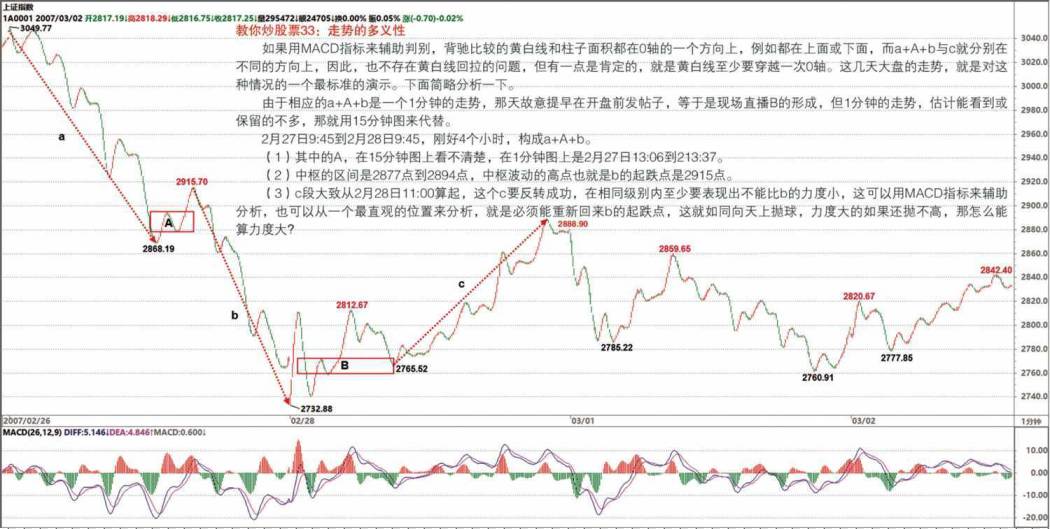 上证指数
1A0001 2007/03/02 开2817.19↓高2818.29↓低2816.75↓收2817.25↓量295472↓额24705↓换0.00% 振0.05% 涨(-0.70)-0.02%
3049.77
教你炒股票33：走势的多义性
如果用MACD指标来辅助判别，背驰比较的黄白线和柱子面积都在0轴的一个方向上，例如都在上面或下面，而a+A+b与c就分别在
不同的方向上，因此，也不存在黄白线回拉的问题，但有一点是肯定的，就是黄白线至少要穿越一次0轴。这几天大盘的走势，就是对这
种情况的一个最标准的演示。下面简略分析一下。
由于相应的a+A+b是一个1分钟的走势，那天故意提早在开盘前发帖子，等于是现场直播B的形成，但1分钟的走势，估计能看到或
保留的不多，那就用15分钟图来代替。
2月27日9:45到2月28日9:45，刚好4个小时，构成a+A+b。
（1）其中的A，在15分钟图上看不清楚，在1分钟图上是2月27日13:06到213:37。
（2）中枢的区间是2877点到2894点，中枢波动的高点也就是b的起跌点是2915点。
（3）c段大致从2月28日11:00算起，这个c要反转成功，在相同级别内至少要表现出不能比b的力度小，这可以用MACD指标来辅助
分析，也可以从一个最直观的位置来分析，就是必须能重新回来b的起跌点，这就如同向天上抛球，力度大的如果还抛不高，那怎么能
算力度大?
3040.0
3020.0
3000.0
2980.0
2960.0
2940.0
2920.0
2900.0
2880.0
2860.0
2840.0
2820.0
2800.0
2780.0
2760.0
2740.0
a
2915.70
A
2868.19
b
2732.88
2812.67
B
2765.52
c
2888.90
2785.22
2859.65
2760.91
2820.67
2777.85
2842.40
2007/02/26
02/28
03/01
03/02
1分钟
MACD(26,12,9) DIFF:5.146↓DEA:4.846↑MACD:0.600↓
10.00
0.00
-10.00
-20.00